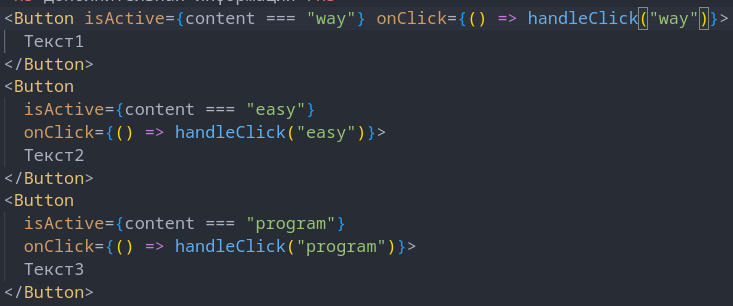 <Button isActive={content === "way"} onClick={() => handleClick("way")}>
Текст1
</Button>
<Button
isActive={content === "easy"}
onClick={() => handleClick("easy")}>
Текст2
</Button>
<Button
isActive={content === "program"}
onClick={() => handleClick("program")}>
Текст3
</Button>